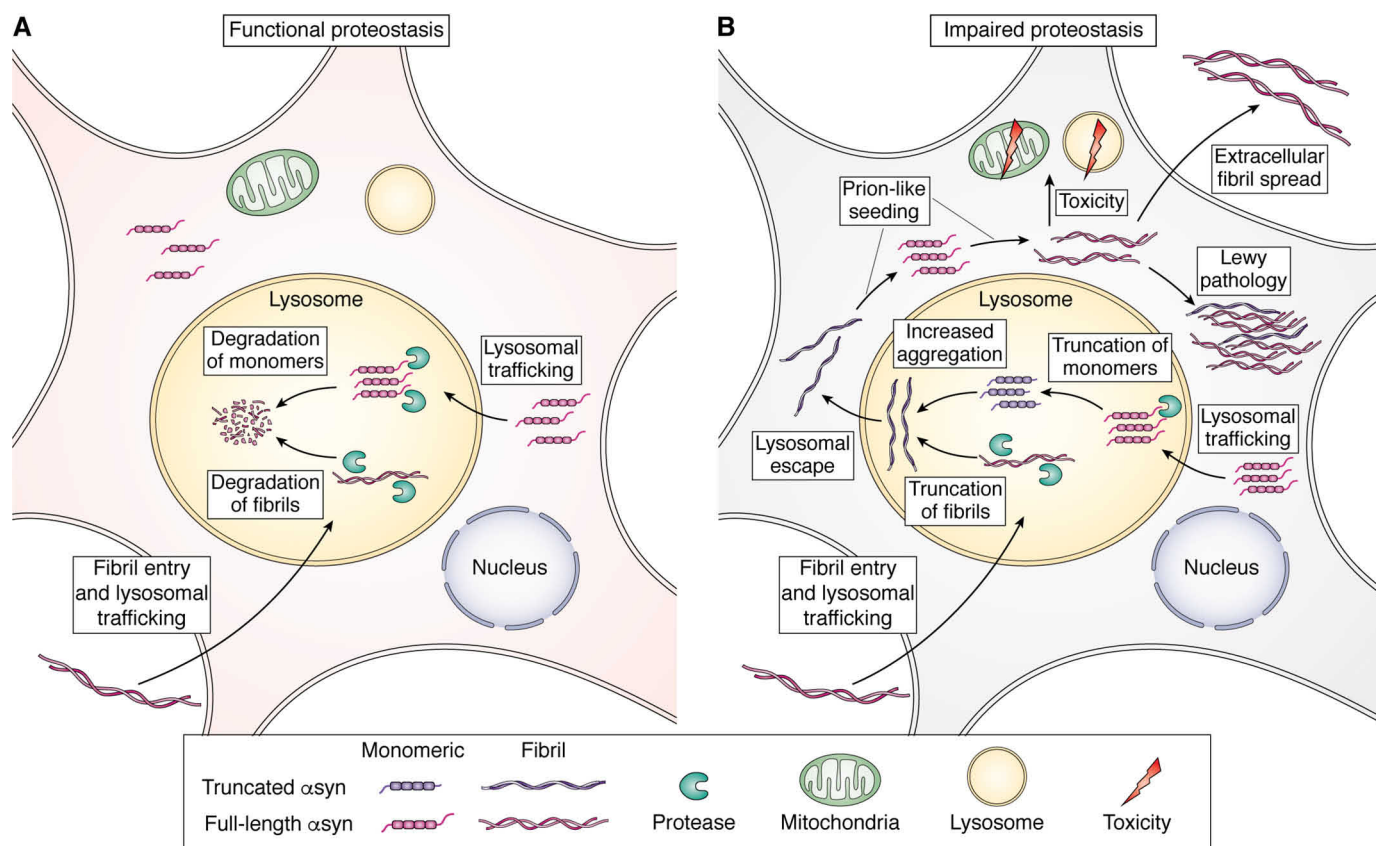 A
Functional proteostasis
Lysosome
Degradation
of monomers
Lysosomal
trafficking
Degradation
of fibrils
Fibril entry
and lysosomal
trafficking
Nucleus
B
Impaired proteostasis
Extracellular
fibril spread
Prion-like
seeding
Toxicity
Lewy
pathology
Lysosome
Increased
aggregation
Truncation of
monomers
Lysosomal
escape
Lysosomal
trafficking
Truncation
of fibrils
Fibril entry
and lysosomal
trafficking
Nucleus
Monomeric Fibril
Truncated αsyn
Full-length αsyn
Protease
Mitochondria
Lysosome
Toxicity